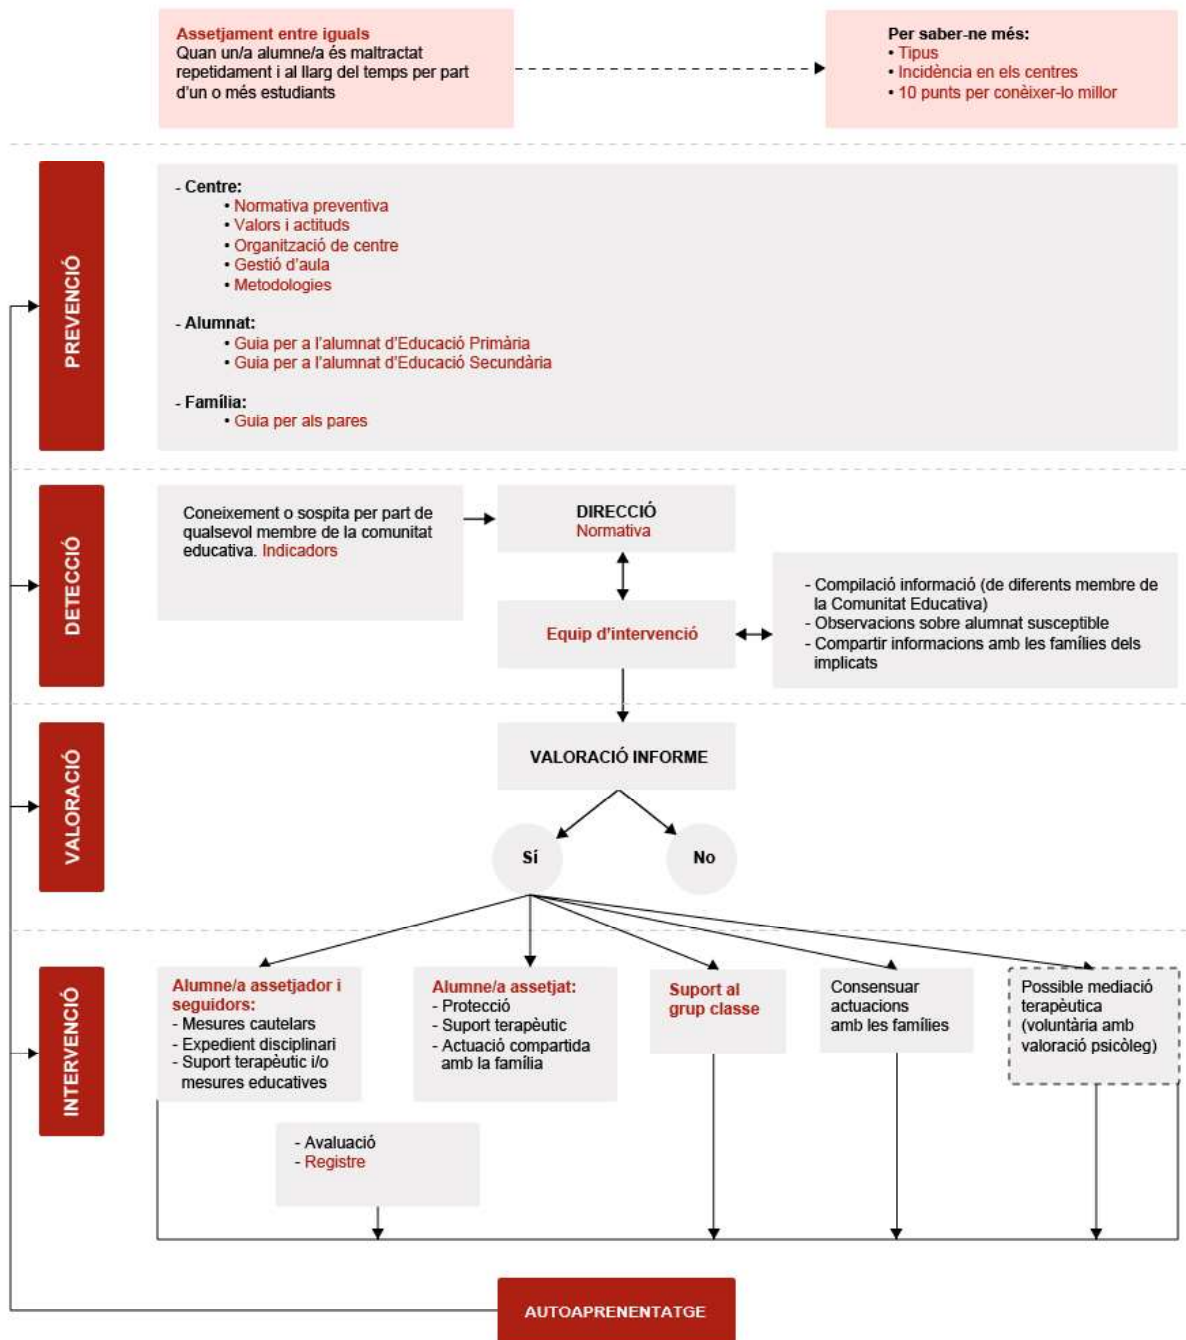 Assetjament entre iguals
Quan un/a alumne/a és maltractat
repetidament i al llarg del temps per part
d'un o més estudiants
Per saber-ne més:
• Tipus
• Incidència en els centres
• 10 punts per conèixer-lo millor
PREVENCIÓ
- Centre:
• Normativa preventiva
• Valors i actituds
• Organització de centre
• Gestió d'aula
• Metodologies
- Alumnat:
• Guia per a l'alumnat d'Educació Primària
• Guia per a l'alumnat d'Educació Secundària
- Família:
• Guia per als pares
DETECCIÓ
Coneixement o sospita per part de
qualsevol membre de la comunitat
educativa. Indicadors
DIRECCIÓ
Normativa
Equip d'intervenció
- Compilació informació (de diferents membre de
la Comunitat Educativa)
- Observacions sobre alumnat susceptible
- Compartir informacions amb les famílies dels
implicats
VALORACIÓ
VALORACIÓ INFORME
Sí
No
INTERVENCIÓ
Alumne/a assetjador i
seguidors:
- Mesures cautelars
- Expedient disciplinari
- Suport terapèutic i/o
mesures educatives
Alumne/a assetjat:
- Protecció
- Suport terapèutic
- Actuació compartida
amb la família
Suport al
grup classe
Consensuar
actuacions
amb les famílies
Possible mediació
terapèutica
(voluntària amb
valoració psicòleg)
- Avaluació
- Registre
AUTOAPRENENTATGE